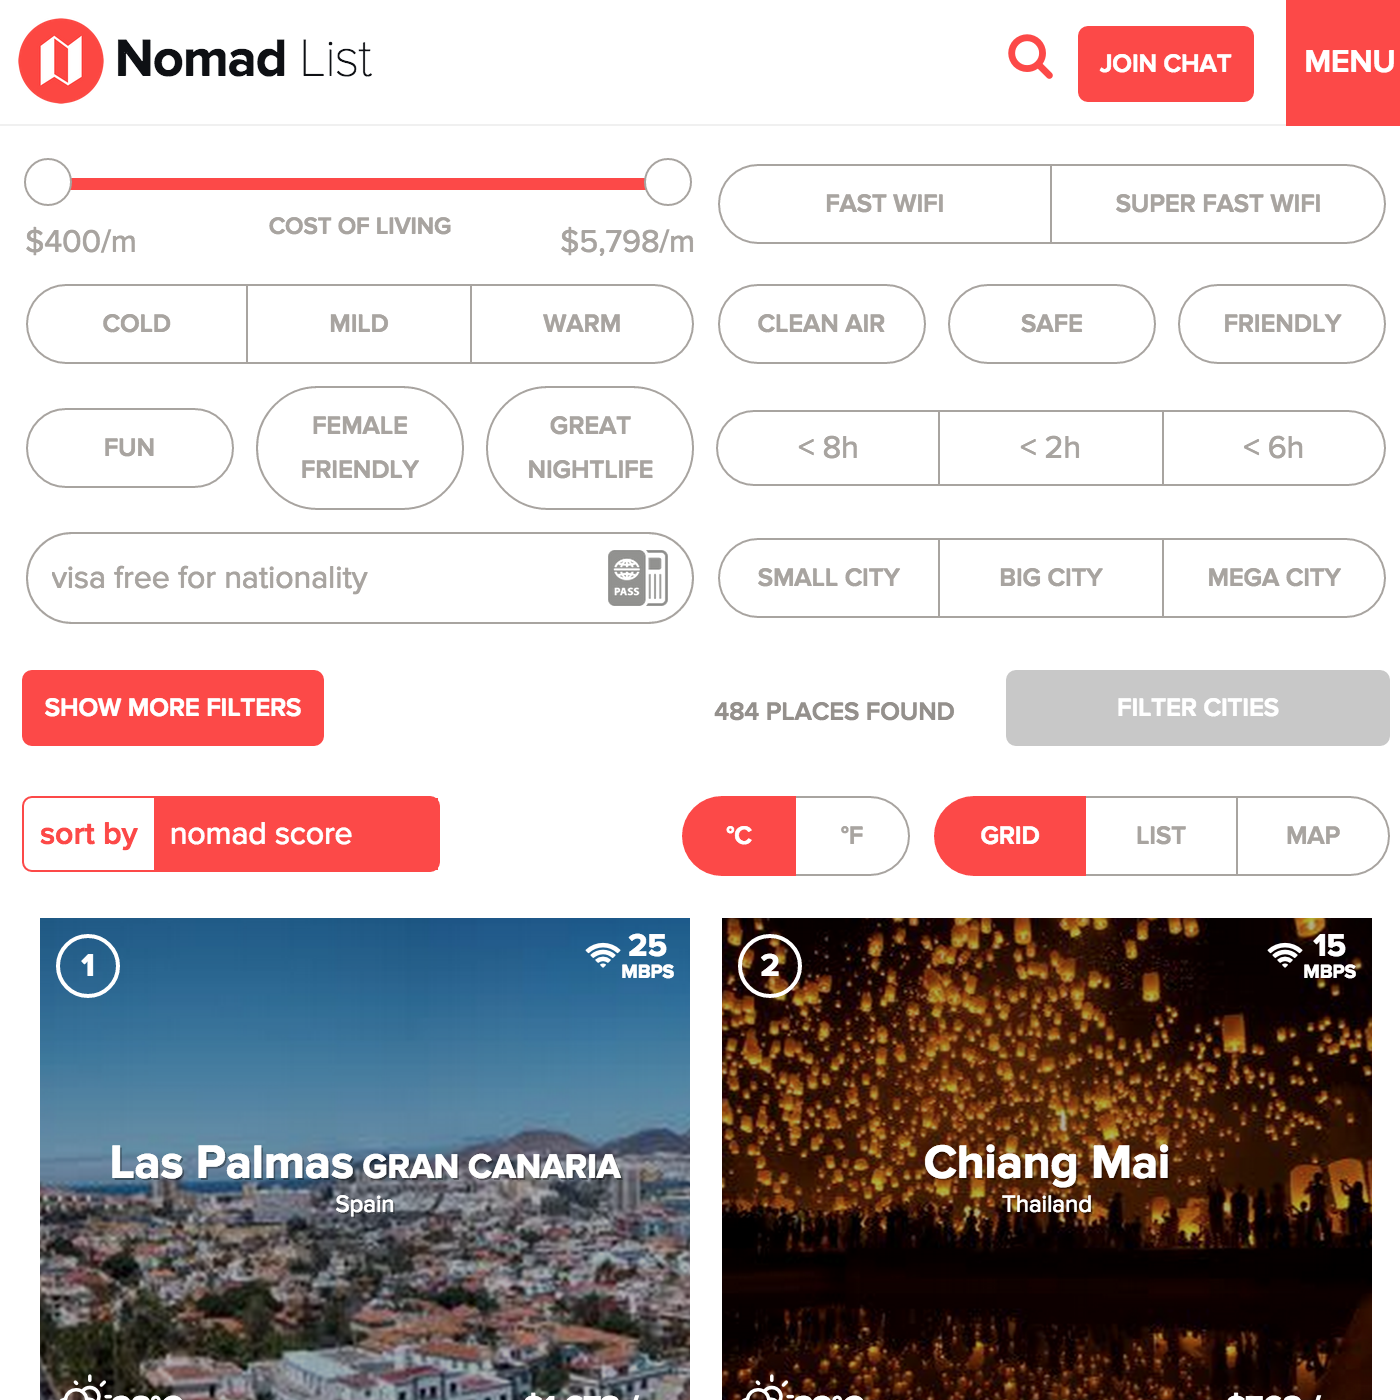 Nomad List
JOIN CHAT
MENU
COST OF LIVING
$400/m
$5,798/m
FAST WIFI
SUPER FAST WIFI
COLD
MILD
WARM
CLEAN AIR
SAFE
FRIENDLY
FUN
FEMALE
FRIENDLY
GREAT
NIGHTLIFE
< 8h
< 2h
< 6h
visa free for nationality
PASS
SMALL CITY
BIG CITY
MEGA CITY
SHOW MORE FILTERS
484 PLACES FOUND
FILTER CITIES
sort by
nomad score
°C
°F
GRID
LIST
MAP
1
25
MBPS
Las Palmas GRAN CANARIA
Spain
2
15
MBPS
Chiang Mai
Thailand